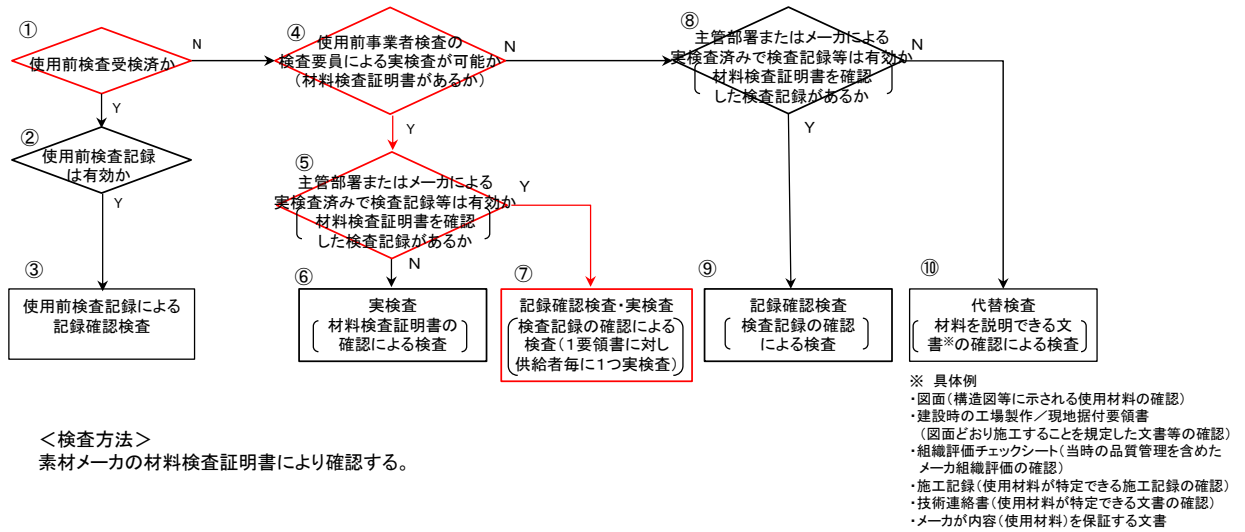 ①
使用前検査受検済か
N
Y
②
使用前検査記録
は有効か
Y
③
使用前検査記録による
記録確認検査
④
使用前事業者検査の
検査要員による実検査が可能か
(材料検査証明書があるか)
N
Y
⑤
主管部署またはメーカによる
実検査済みで検査記録等は有効か
材料検査証明書を確認
した検査記録があるか
Y
N
⑥
実検査
材料検査証明書の
確認による検査
⑦
記録確認検査・実検査
検査記録の確認による
検査(1要領書に対し
供給者毎に1つ実検査)
⑧
主管部署またはメーカによる
実検査済みで検査記録等は有効か
材料検査証明書を確認
した検査記録があるか
N
Y
⑨
記録確認検査
検査記録の確認
による検査
⑩
代替検査
材料を説明できる文
書※の確認による検査
※ 具体例
・図面(構造図等に示される使用材料の確認)
・建設時の工場製作/現地据付要領書
(図面どおり施工することを規定した文書等の確認)
・組織評価チェックシート(当時の品質管理を含めた
メーカ組織評価の確認)
・施工記録(使用材料が特定できる施工記録の確認)
・技術連絡書(使用材料が特定できる文書の確認)
・メーカが内容(使用材料)を保証する文書
<検査方法>
素材メーカの材料検査証明書により確認する。